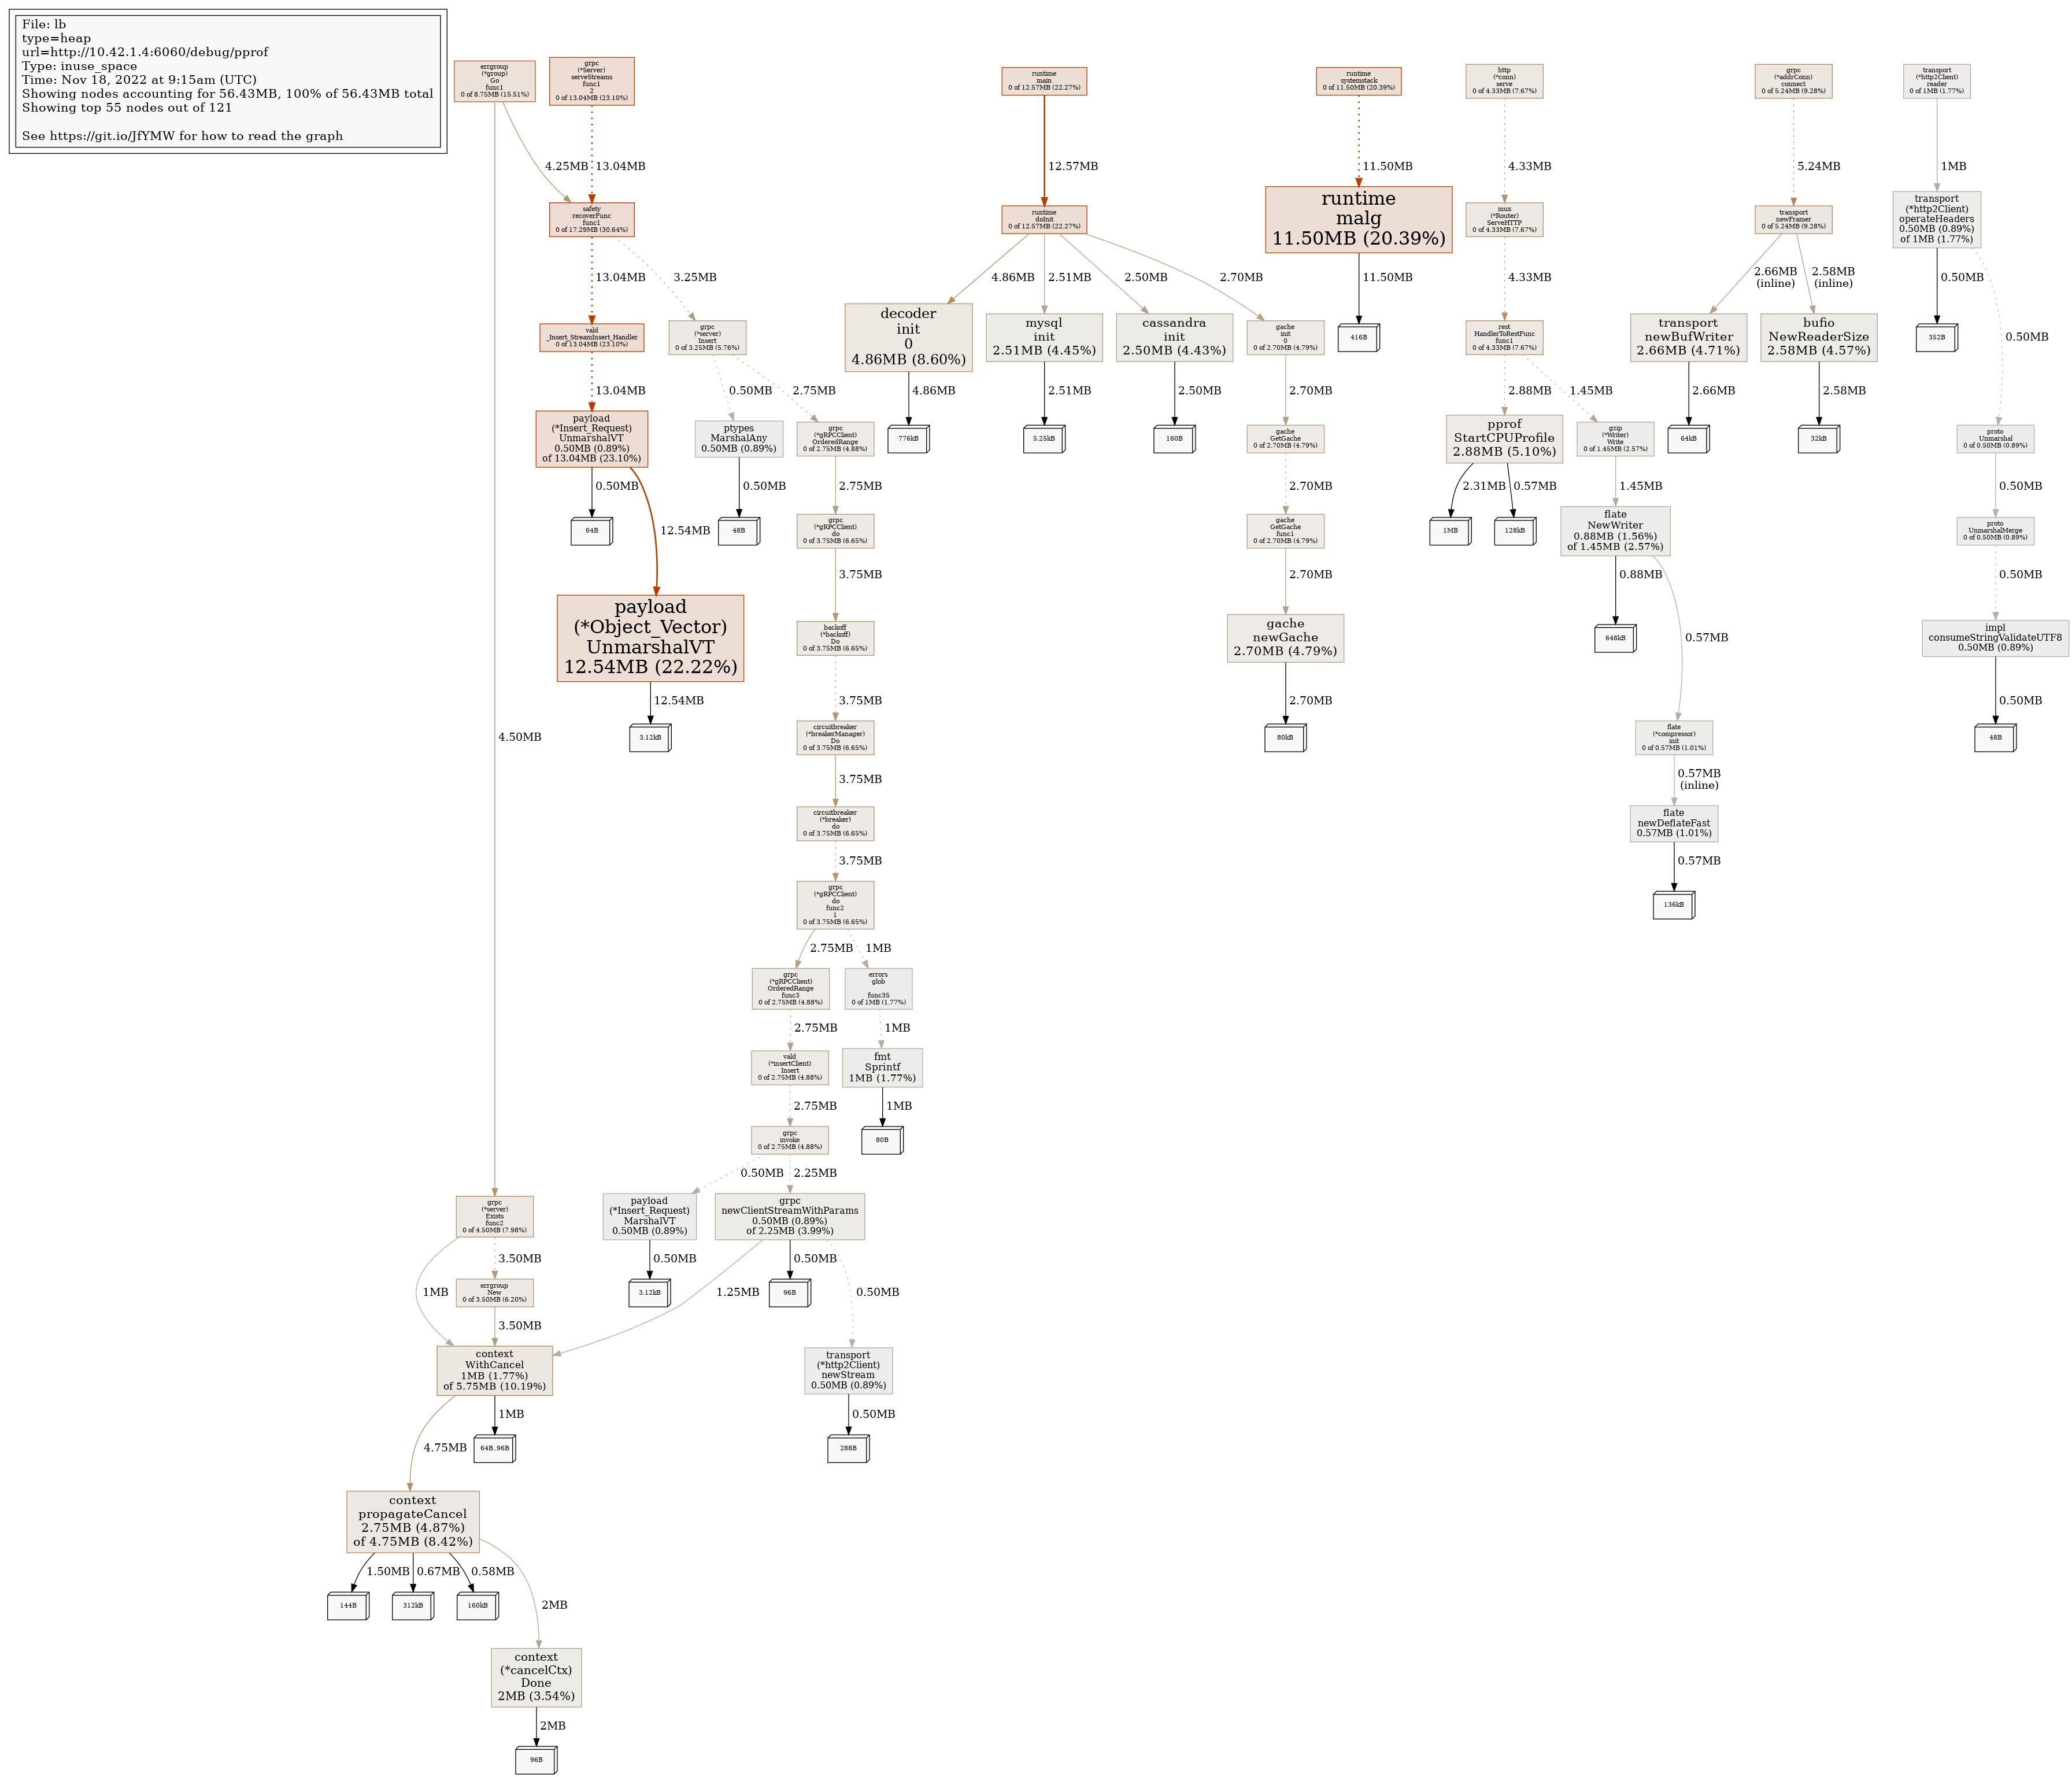 File: lb
type=heap
url=http://10.42.1.4:6060/debug/pprof
Type: inuse_space
Time: Nov 18, 2022 at 9:15am (UTC)
Showing nodes accounting for 56.43MB, 100% of 56.43MB total
Showing top 55 nodes out of 121
See https://git.io/JfYMW for how to read the graph
errgroup
(*group)
Go
func1
0 of 8.75MB (15.51%)
grpc
(*Server)
serveStreams
func1
2
0 of 13.04MB (23.10%)
runtime
main
0 of 12.57MB (22.27%)
runtime
systemstack
0 of 11.50MB (20.39%)
http
(*conn)
serve
0 of 4.33MB (7.67%)
grpc
(*addrConn)
connect
0 of 5.24MB (9.28%)
transport
(*http2Client)
reader
0 of 1MB (1.77%)
4.25MB
13.04MB
12.57MB
11.50MB
4.33MB
5.24MB
1MB
safety
recoverFunc
func1
0 of 17.29MB (30.64%)
runtime
doInit
0 of 12.57MB (22.27%)
runtime
malg
11.50MB (20.39%)
mux
(*Router)
ServeHTTP
0 of 4.33MB (7.67%)
transport
newFramer
0 of 5.24MB (9.28%)
transport
(*http2Client)
operateHeaders
0.50MB (0.89%)
of 1MB (1.77%)
13.04MB
3.25MB
4.86MB
2.51MB
2.50MB
2.70MB
11.50MB
4.33MB
2.66MB
(inline)
2.58MB
(inline)
0.50MB
0.50MB
vald
_Insert_StreamInsert_Handler
0 of 13.04MB (23.10%)
grpc
(*server)
Insert
0 of 3.25MB (5.76%)
decoder
init
0
4.86MB (8.60%)
mysql
init
2.51MB (4.45%)
cassandra
init
2.50MB (4.43%)
gache
init
0
0 of 2.70MB (4.79%)
416B
rest
HandlerToRestFunc
func1
0 of 4.33MB (7.67%)
transport
newBufWriter
2.66MB (4.71%)
bufio
NewReaderSize
2.58MB (4.57%)
352B
13.04MB
0.50MB
2.75MB
4.86MB
2.51MB
2.50MB
2.70MB
2.88MB
1.45MB
2.66MB
2.58MB
payload
(*Insert_Request)
UnmarshalVT
0.50MB (0.89%)
of 13.04MB (23.10%)
ptypes
MarshalAny
0.50MB (0.89%)
grpc
(*gRPCClient)
OrderedRange
0 of 2.75MB (4.88%)
776kB
5.25kB
160B
gache
GetGache
0 of 2.70MB (4.79%)
pprof
StartCPUProfile
2.88MB (5.10%)
gzip
(*Writer)
Write
0 of 1.45MB (2.57%)
64kB
32kB
proto
Unmarshal
0 of 0.50MB (0.89%)
0.50MB
12.54MB
0.50MB
2.75MB
2.70MB
2.31MB
0.57MB
1.45MB
0.50MB
64B
48B
grpc
(*gRPCClient)
do
0 of 3.75MB (6.65%)
gache
GetGache
func1
0 of 2.70MB (4.79%)
1MB
128kB
flate
NewWriter
0.88MB (1.56%)
of 1.45MB (2.57%)
proto
UnmarshalMerge
0 of 0.50MB (0.89%)
3.75MB
2.70MB
0.88MB
0.57MB
0.50MB
payload
(*Object_Vector)
UnmarshalVT
12.54MB (22.22%)
backoff
(*backoff)
Do
0 of 3.75MB (6.65%)
gache
newGache
2.70MB (4.79%)
648kB
impl
consumeStringValidateUTF8
0.50MB (0.89%)
12.54MB
3.75MB
2.70MB
0.50MB
4.50MB
3.12kB
circuitbreaker
(*breakerManager)
Do
0 of 3.75MB (6.65%)
80kB
flate
(*compressor)
init
0 of 0.57MB (1.01%)
48B
3.75MB
0.57MB
(inline)
circuitbreaker
(*breaker)
do
0 of 3.75MB (6.65%)
flate
newDeflateFast
0.57MB (1.01%)
3.75MB
0.57MB
grpc
(*gRPCClient)
do
func2
1
0 of 3.75MB (6.65%)
136kB
2.75MB
1MB
grpc
(*gRPCClient)
OrderedRange
func3
0 of 2.75MB (4.88%)
errors
glob
func35
0 of 1MB (1.77%)
2.75MB
1MB
vald
(*insertClient)
Insert
0 of 2.75MB (4.88%)
fmt
Sprintf
1MB (1.77%)
2.75MB
1MB
grpc
invoke
0 of 2.75MB (4.88%)
80B
0.50MB
2.25MB
grpc
(*server)
Exists
func2
0 of 4.50MB (7.98%)
payload
(*Insert_Request)
MarshalVT
0.50MB (0.89%)
grpc
newClientStreamWithParams
0.50MB (0.89%)
of 2.25MB (3.99%)
1MB
3.50MB
0.50MB
1.25MB
0.50MB
0.50MB
errgroup
New
0 of 3.50MB (6.20%)
3.12kB
96B
3.50MB
context
WithCancel
1MB (1.77%)
of 5.75MB (10.19%)
transport
(*http2Client)
newStream
0.50MB (0.89%)
4.75MB
1MB
0.50MB
64B..96B
288B
context
propagateCancel
2.75MB (4.87%)
of 4.75MB (8.42%)
1.50MB
0.67MB
0.58MB
2MB
144B
312kB
160kB
context
(*cancelCtx)
Done
2MB (3.54%)
2MB
96B